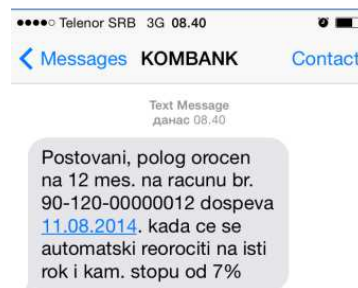 Telenor SRB 3G 08.40
Messages KOMBANK Contact
Text Message
данас 08.40
Postovani, polog orocen
na 12 mes. na racunu br.
90-120-00000012 dospeva
11.08.2014. kada ce se
automatski reorociti na isti
rok i kam. stopu od 7%